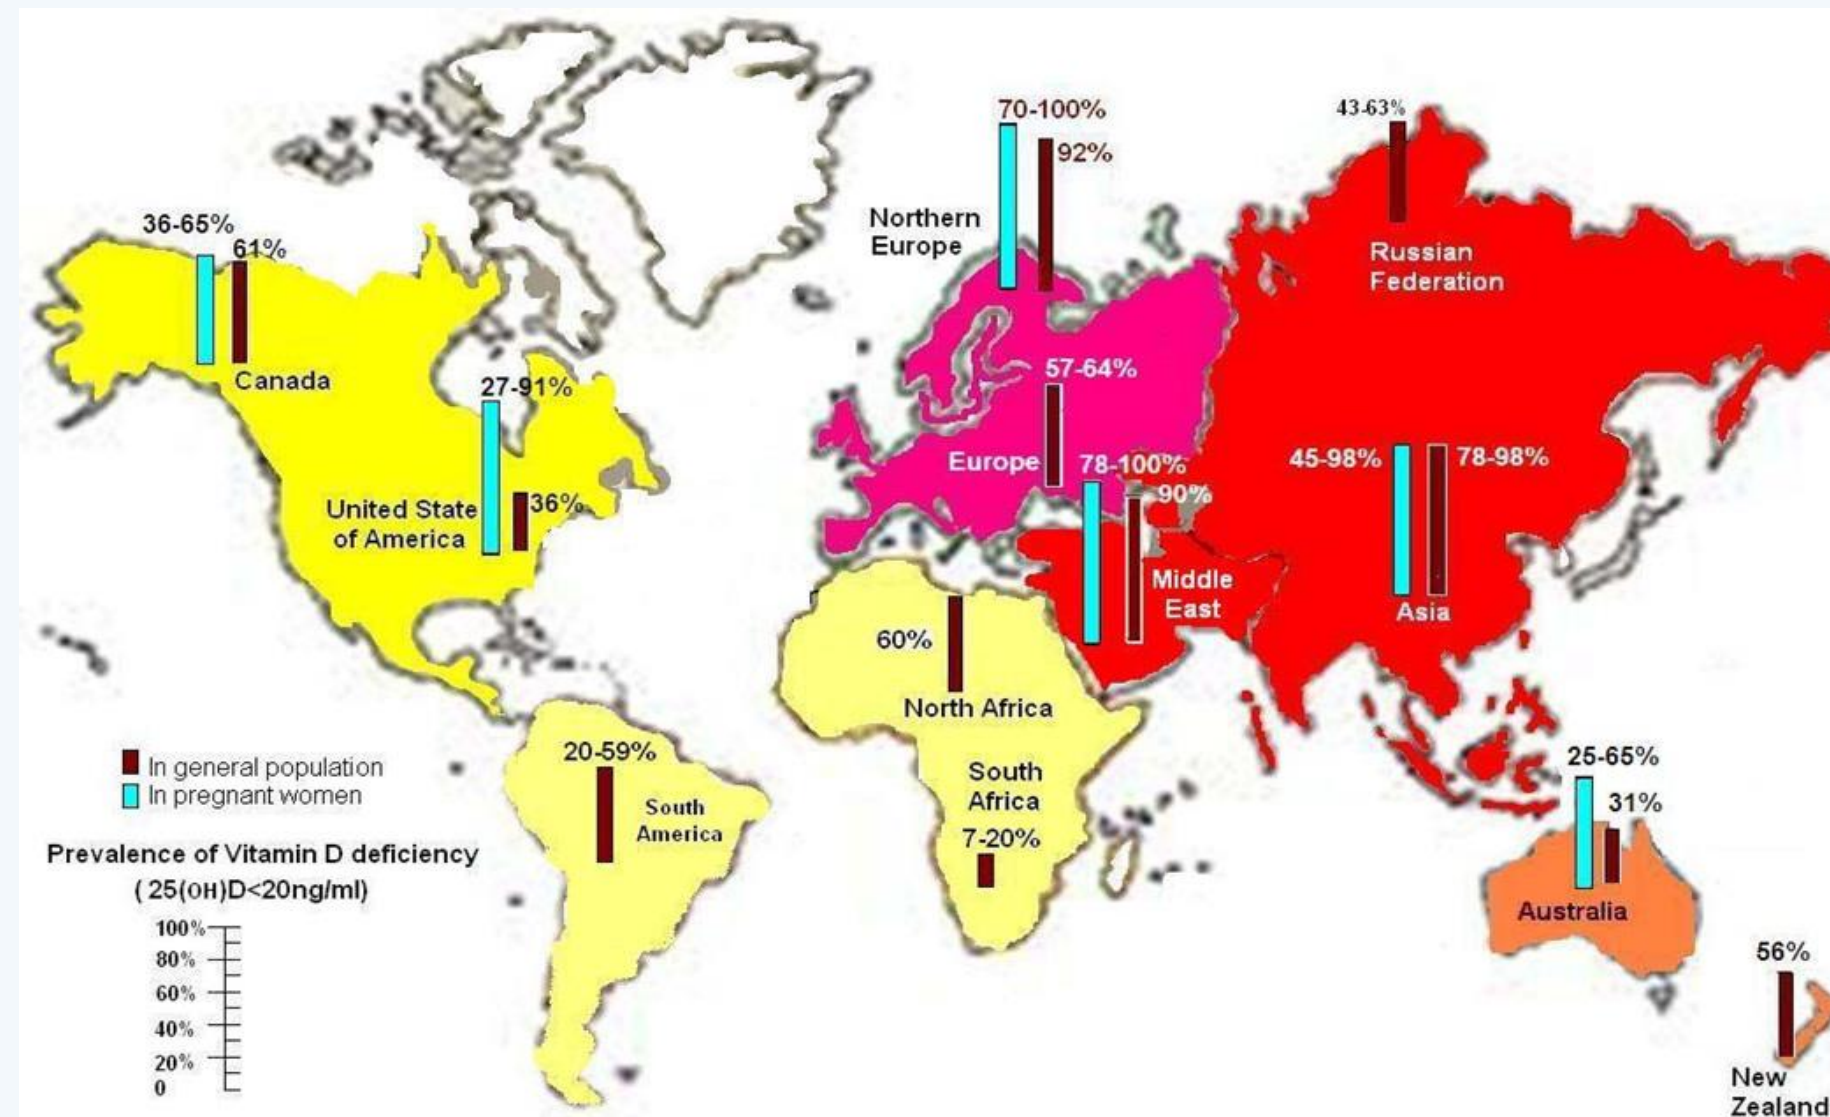 70-100%
92%
43-63%
Northern
Europe
36-65%
61%
Russian
Federation
Canada
27-91%
57-64%
Europe
78-100%
90%
45-98%
78-98%
United State
of America
36%
Middle
East
Asia
60%
North Africa
20-59%
South
America
South
Africa
7-20%
25-65%
31%
Australia
56%
New
Zealand
In general population
In pregnant women
Prevalence of Vitamin D deficiency
( 25(OH)D<20ng/ml)
100%
80%
60%
40%
20%
0